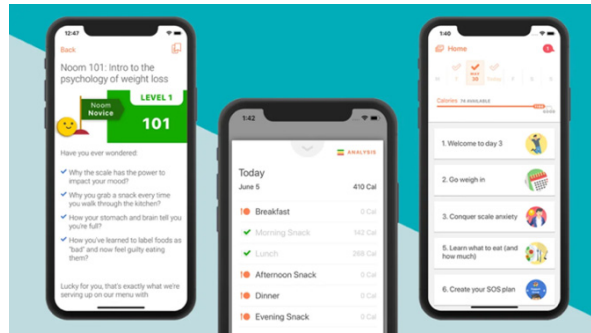 12:47
Back
Noom 101: Intro to the
psychology of weight loss
Noom
Novice
LEVEL 1
101
Have you ever wondered:
Why the scale has the power to
impact your mood?
Why you grab a snack every time
you walk through the kitchen?
How your stomach and brain tell you
you're full?
How you've learned to label foods as
"bad" and now feel guilty eating
them?
Lucky for you, that's exactly what we're
serving up on our menu with
1:42
ANALYSIS
Today
June 5
410 Cal
Breakfast
0 Cal
Morning Snack
142 Cal
Lunch
268 Cal
Afternoon Snack
0 Cal
Dinner
0 Cal
Evening Snack
0 Cal
1:40
Home
Calories
AVAILABLE
1. Welcome to day 3
2. Go weigh in
3. Conquer scale anxiety
5. Learn what to eat (and
how much)
6. Create your SOS plan